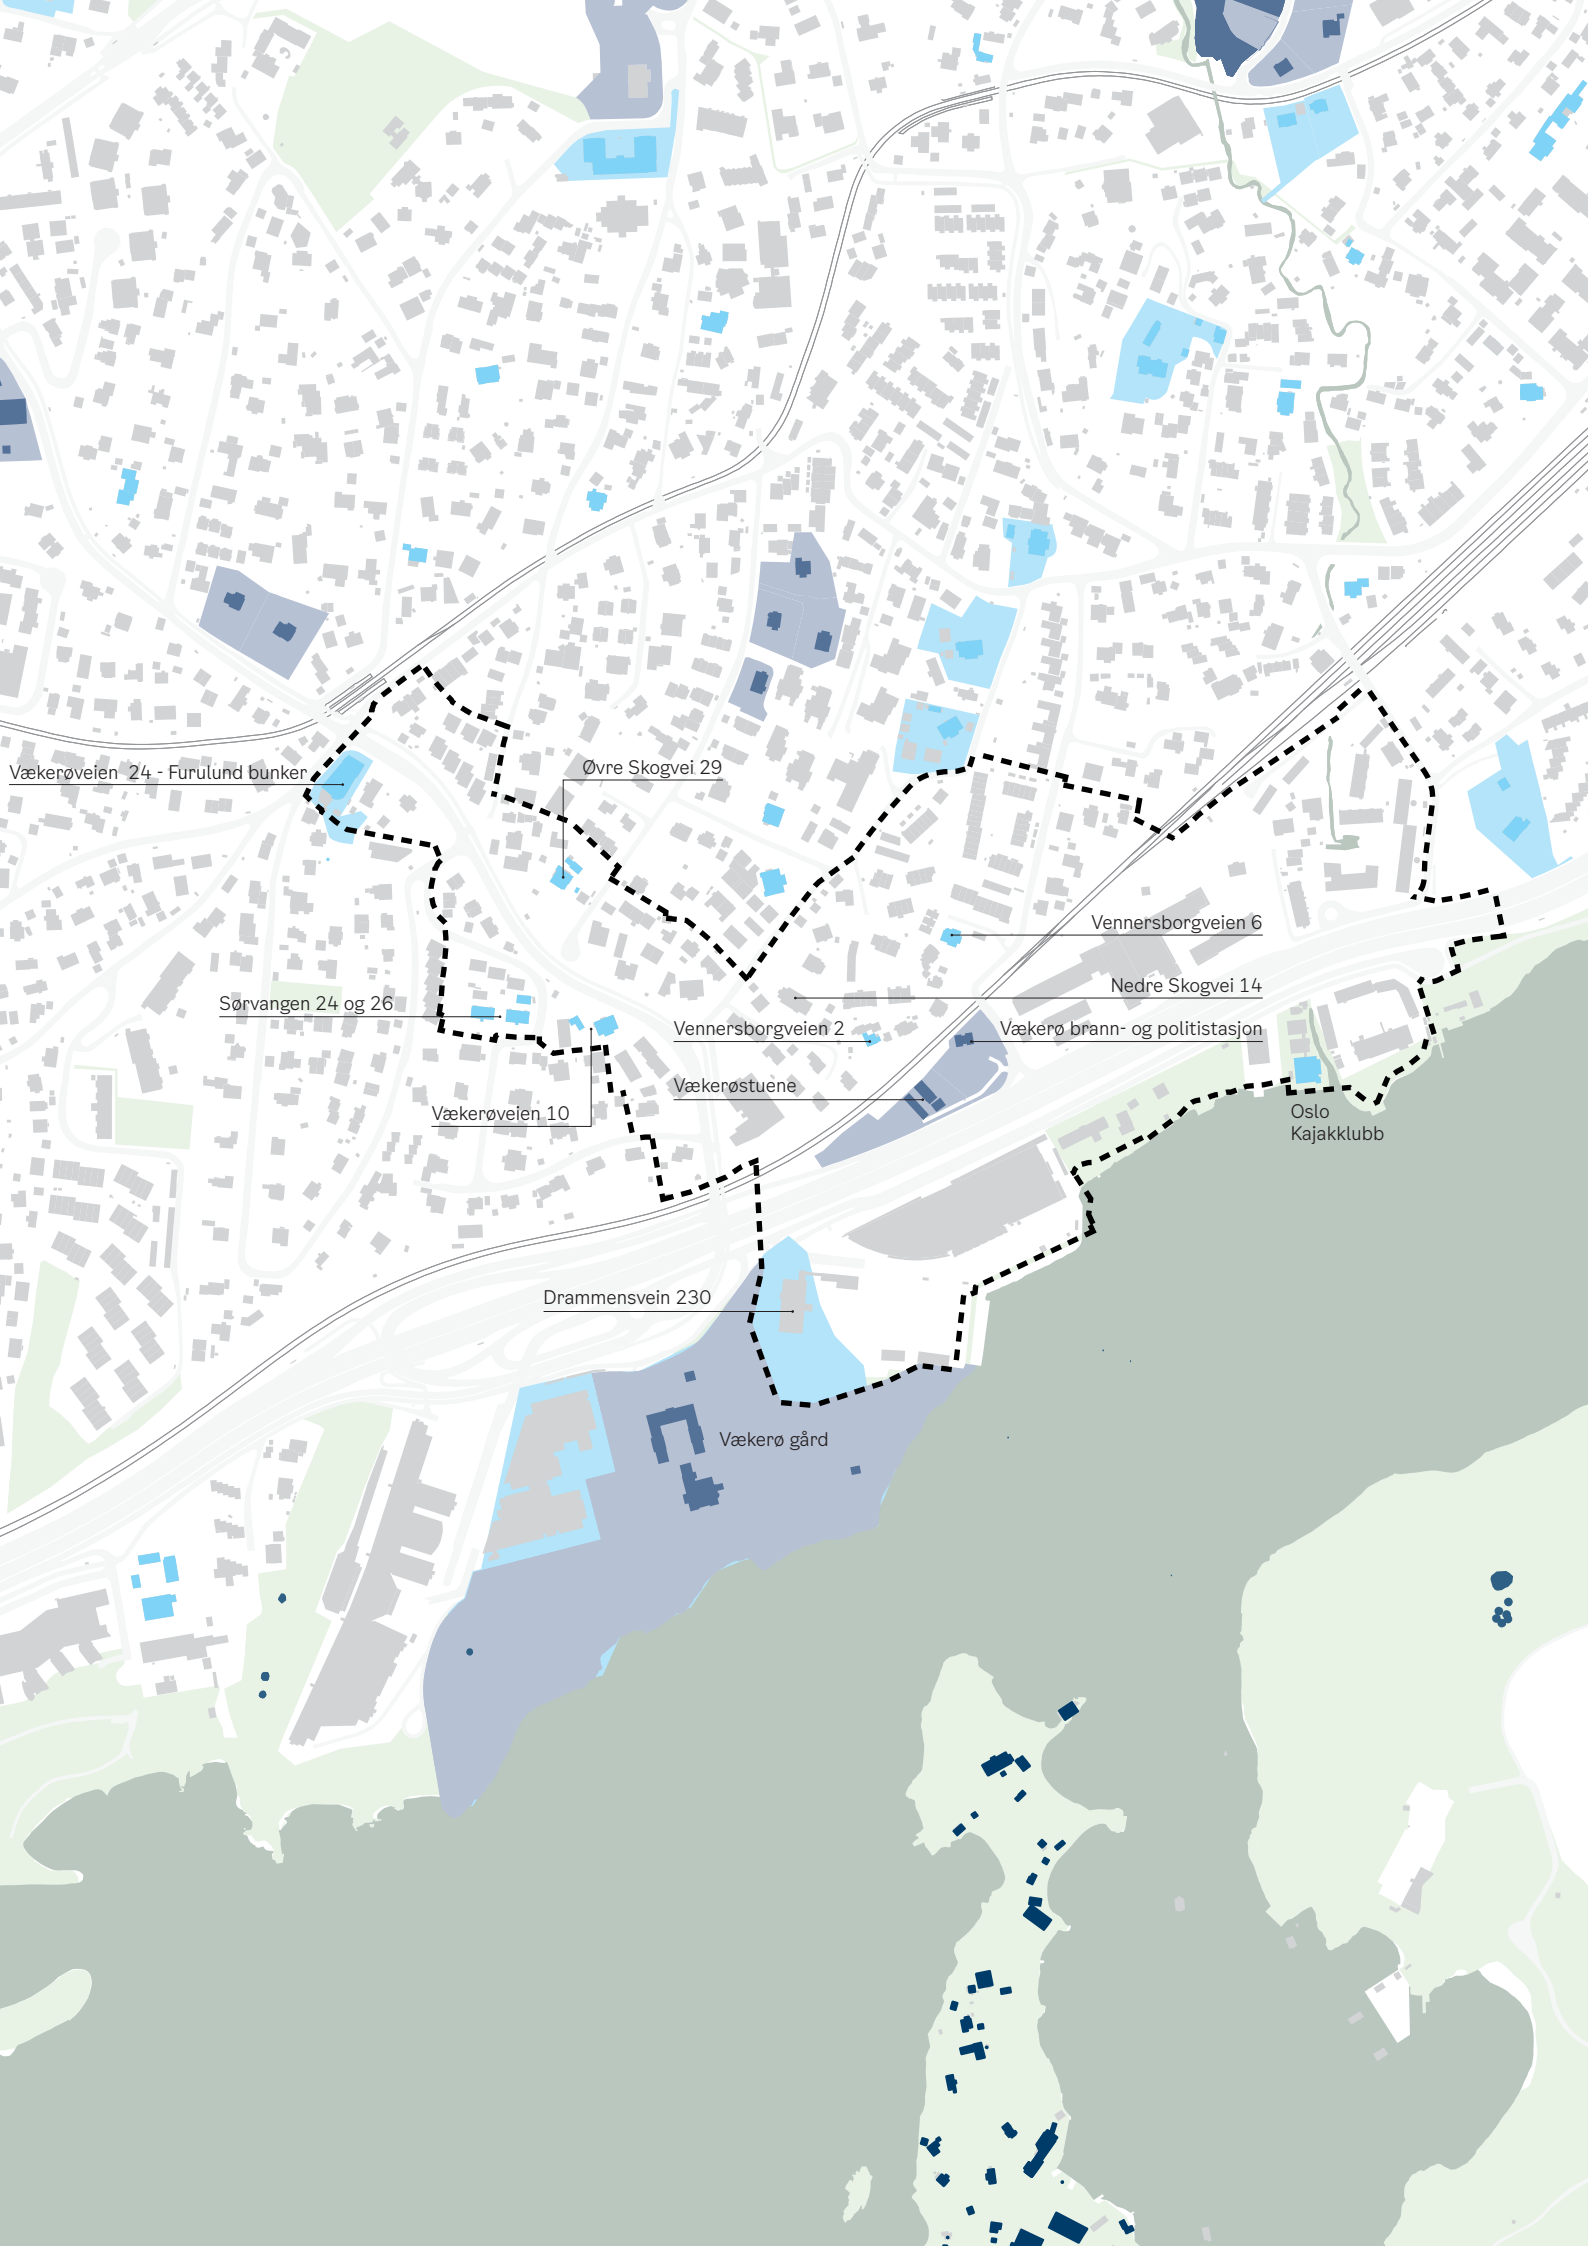 Øvre Skogvei 29
Vækerøveien 24 - Furulund bunker
Vennersborgveien 6
Nedre Skogvei 14
Sørvangen 24 og 26
Vennersborgveien 2
Vækerø brann- og politistasjon
Vækerøstuene
Vækerøveien 10
Oslo
Kajakklubb
Drammensvein 230
Vækerø gård